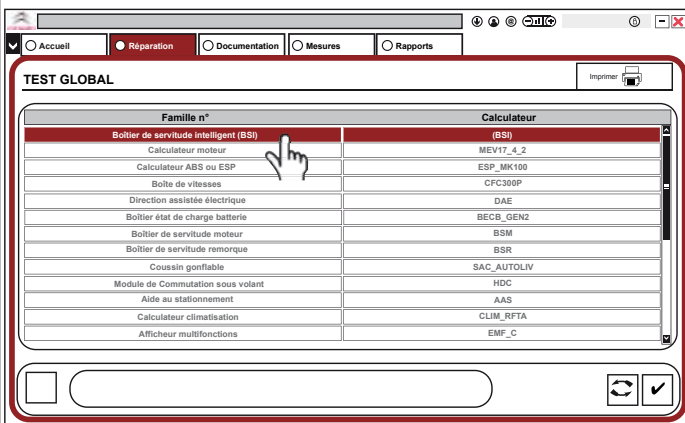 Accueil Réparation Documentation Mesures Rapports
TEST GLOBAL
Imprimer
Famille n° Calculateur
Boîtier de servitude intelligent (BSI) (BSI)
Calculateur moteur MEV17_4_2
Calculateur ABS ou ESP ESP_MK100
Boîte de vitesses CFC300P
Direction assistée électrique DAE
Boîtier état de charge batterie BECB_GEN2
Boîtier de servitude moteur BSM
Boîtier de servitude remorque BSR
Coussin gonflable SAC_AUTOLIV
Module de Commutation sous volant HDC
Aide au stationnement AAS
Calculateur climatisation CLIM_RFTA
Afficheur multifonctions EMF_C